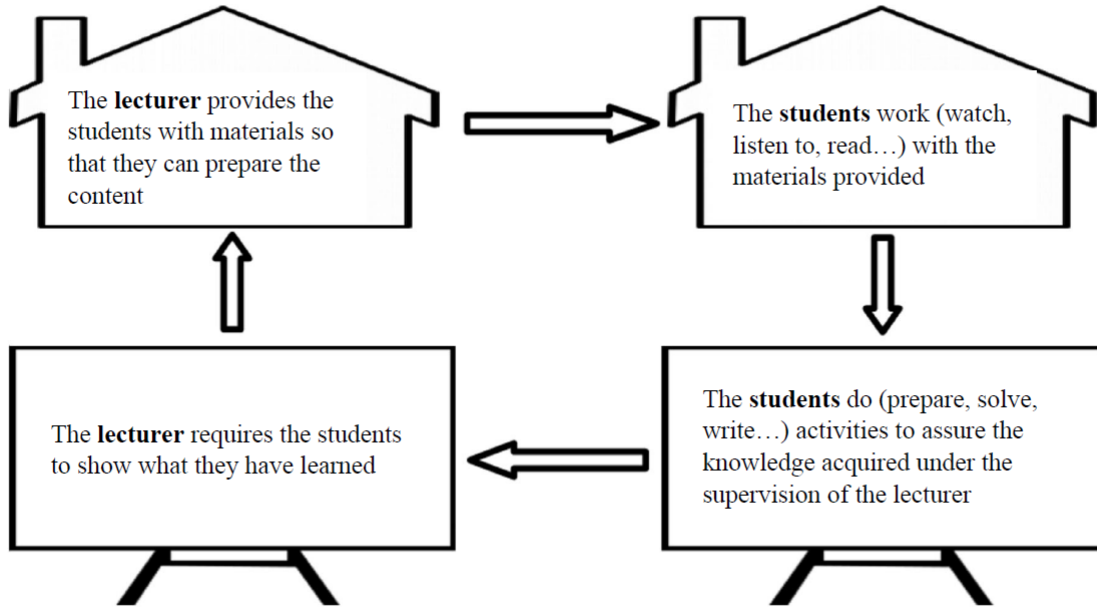 The lecturer provides the
students with materials so
that they can prepare the
content
The students work (watch,
listen to, read…) with the
materials provided
The students do (prepare, solve,
write…) activities to assure the
knowledge acquired under the
supervision of the lecturer
The lecturer requires the students
to show what they have learned